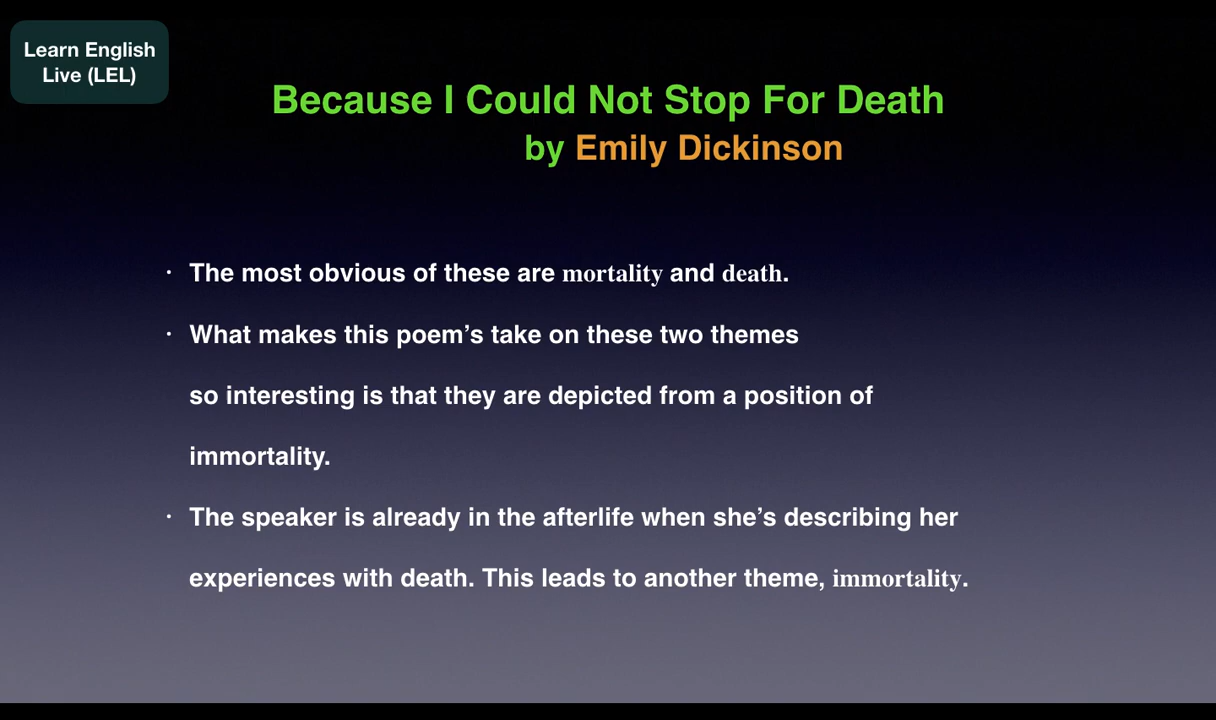 Learn English
Live (LEL)
Because I Could Not Stop For Death
by Emily Dickinson
· The most obvious of these are mortality and death.
· What makes this poem’s take on these two themes
so interesting is that they are depicted from a position of
immortality.
· The speaker is already in the afterlife when she’s describing her
experiences with death. This leads to another theme, immortality.